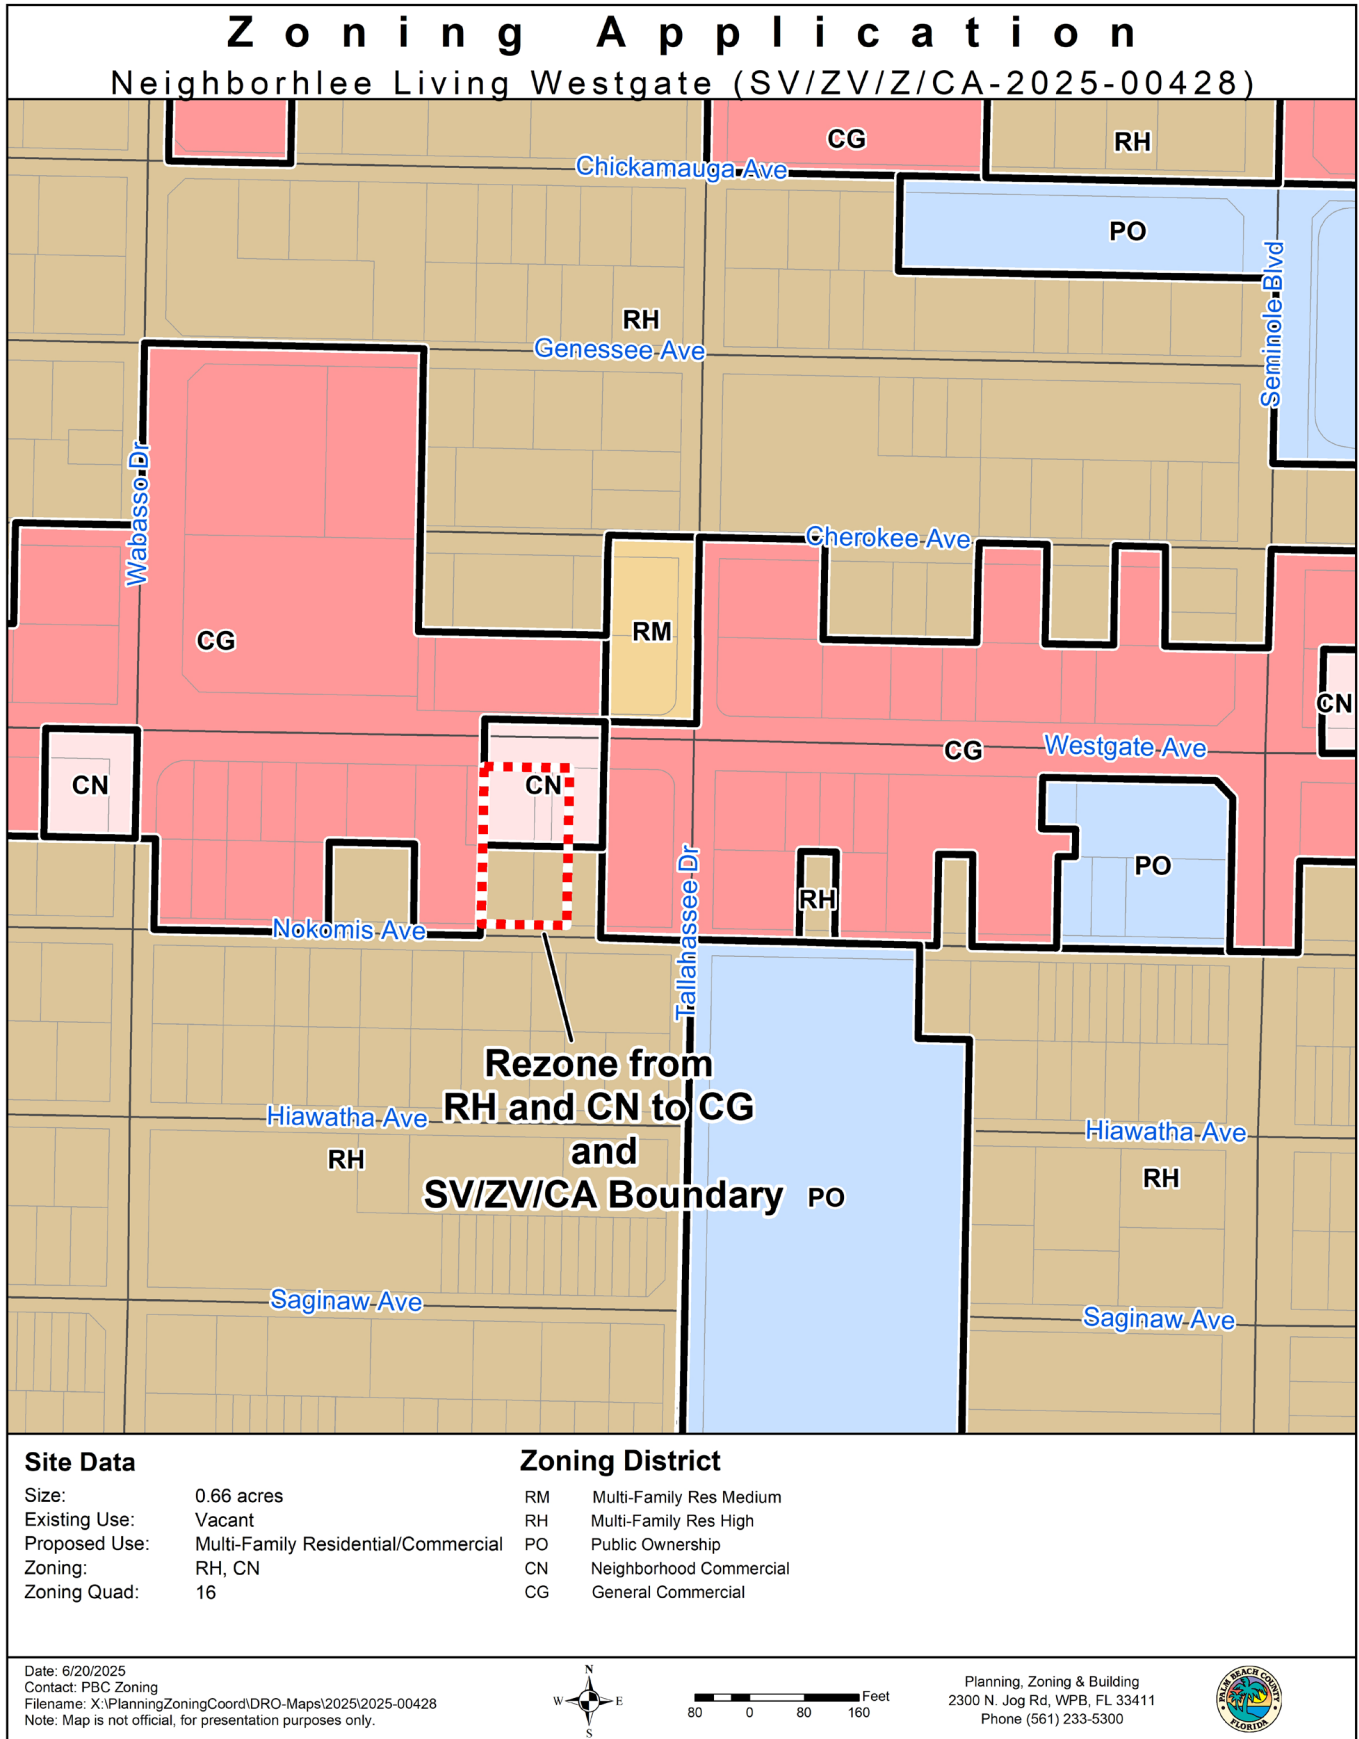 Zoning Application
Neighborhlee Living Westgate (SV/ZV/Z/CA-2025-00428)
CG
RH
Chickamauga Ave
PO
Seminole Blvd
RH
Genessee Ave
Wabasso Dr
Cherokee Ave
RM
CG
CN
CG
Westgate Ave
CN
CN
PO
RH
Tallahassee Dr
Nokomis Ave
Rezone from
RH and CN to CG
and
SV/ZV/CA Boundary
Hiawatha Ave
Hiawatha Ave
RH
RH
PO
Saginaw Ave
Saginaw Ave
Site Data
Size: 0.66 acres
Existing Use: Vacant
Proposed Use: Multi-Family Residential/Commercial
Zoning: RH, CN
Zoning Quad: 16
Zoning District
RM Multi-Family Res Medium
RH Multi-Family Res High
PO Public Ownership
CN Neighborhood Commercial
CG General Commercial
Date: 6/20/2025
Contact: PBC Zoning
Filename: X:\PlanningZoningCoord\DRO-Maps\2025\2025-00428
Note: Map is not official, for presentation purposes only.
N
W E
S
Feet
80 0 80 160
Planning, Zoning & Building
2300 N. Jog Rd, WPB, FL 33411
Phone (561) 233-5300
PALM BEACH COUNTY
FLORIDA